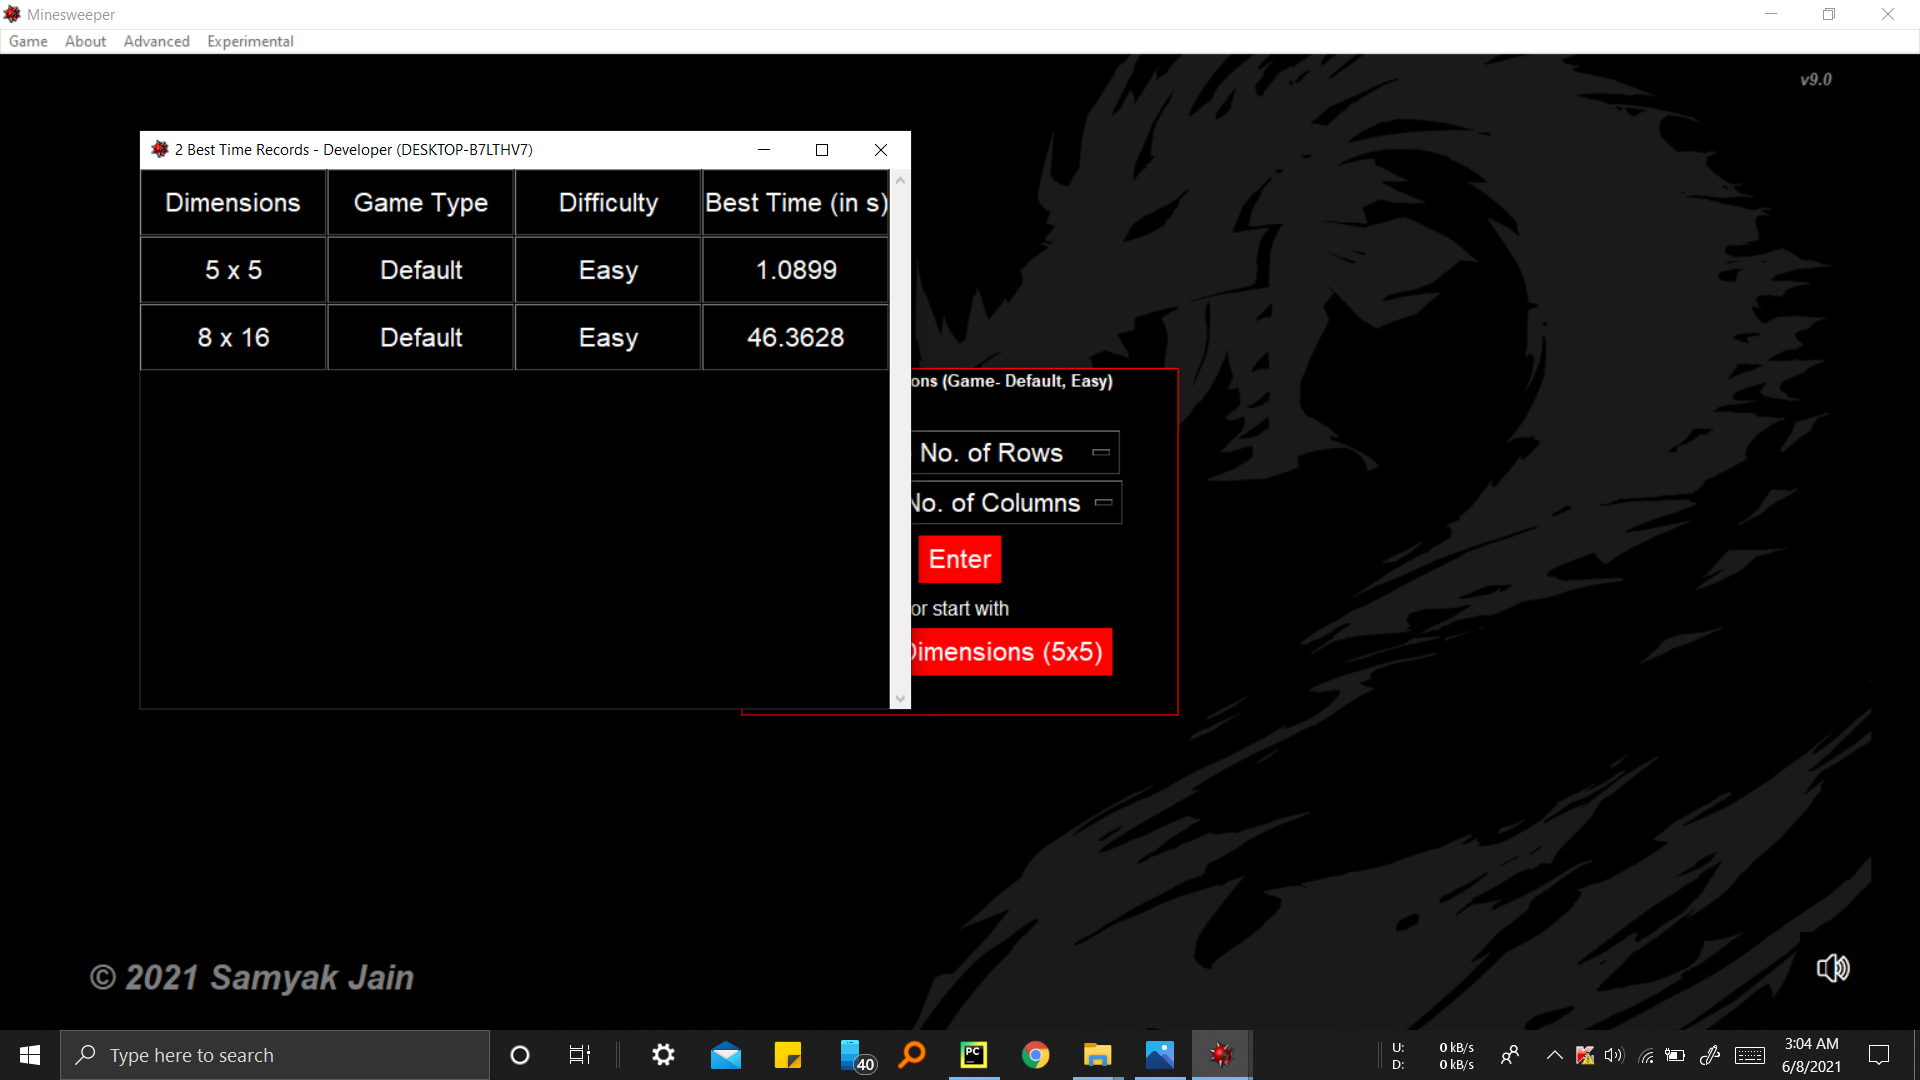 Minesweeper
Game About Advanced Experimental
v9.0
2 Best Time Records - Developer (DESKTOP-B7LTHV7)
Dimensions Game Type Difficulty Best Time (in s)
5 x 5 Default Easy 1.0899
8 x 16 Default Easy 46.3628
(Game- Default, Easy)
No. of Rows
No. of Columns
Enter
or start with
Dimensions (5x5)
© 2021 Samyak Jain
Type here to search
40
PC
U: 0 kB/s
D: 0 kB/s
3:04 AM
6/8/2021